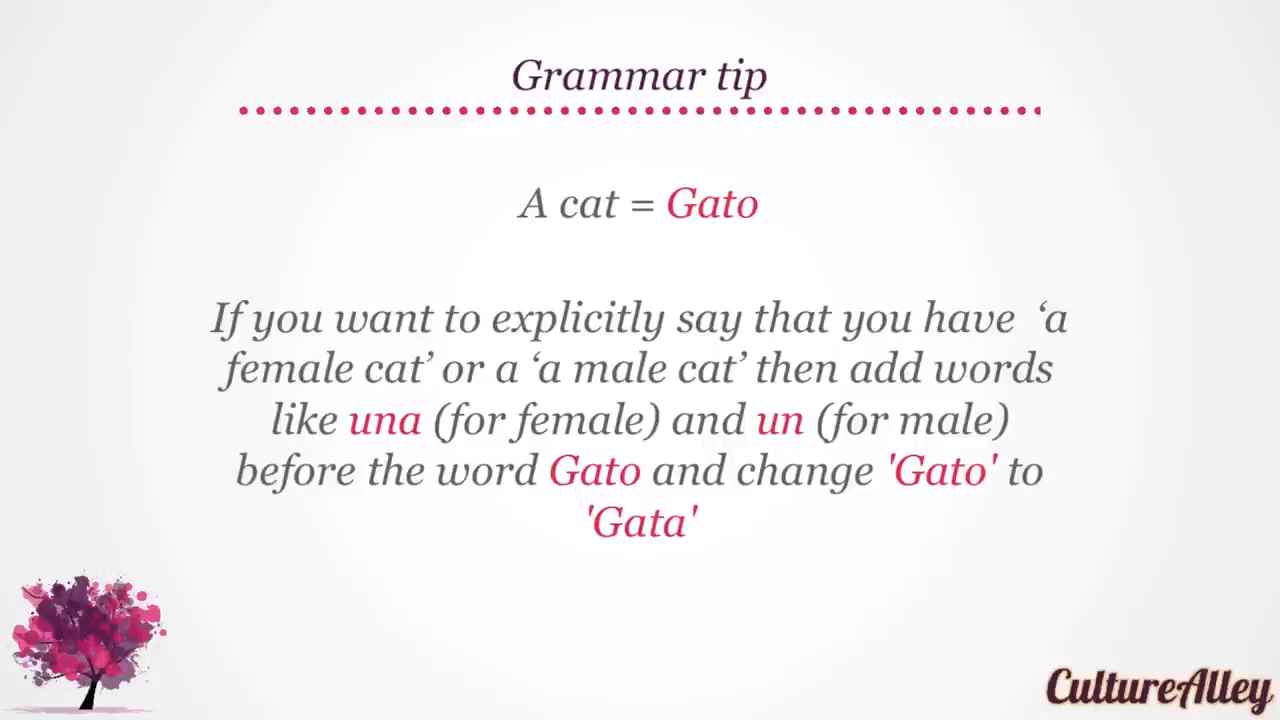 Grammar tip
A cat = Gato
If you want to explicitly say that you have ‘a
female cat’ or a ‘a male cat’ then add words
like una (for female) and un (for male)
before the word Gato and change 'Gato' to
'Gata'
CultureAlley